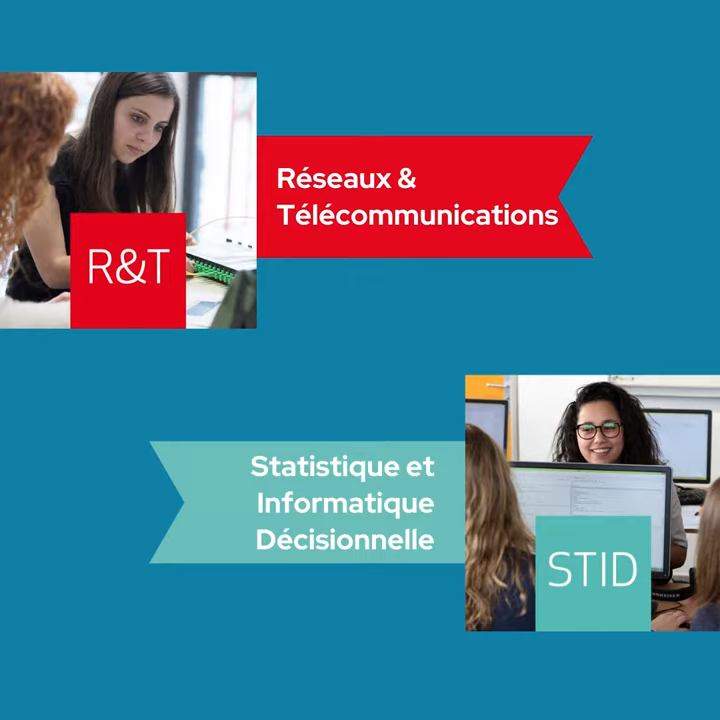 Réseaux &
Télécommunications
R&T
Statistique et
Informatique
Décisionnelle
STID